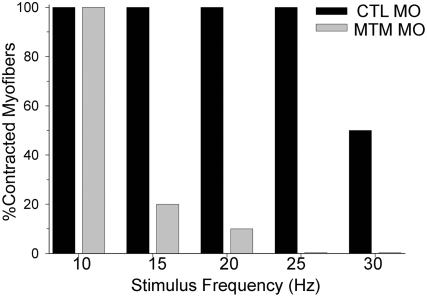 100
80
60
40
20
0
%Contracted Myofibers
CTL MO
MTM MO
10 15 20 25 30
Stimulus Frequency (Hz)